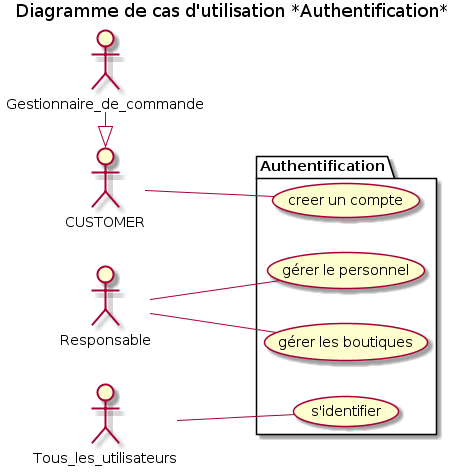 Diagramme de cas d'utilisation *Authentification*
Gestionnaire_de_commande
Authentification
creer un compte
CUSTOMER
gérer le personnel
Responsable
gérer les boutiques
s'identifier
Tous_les_utilisateurs